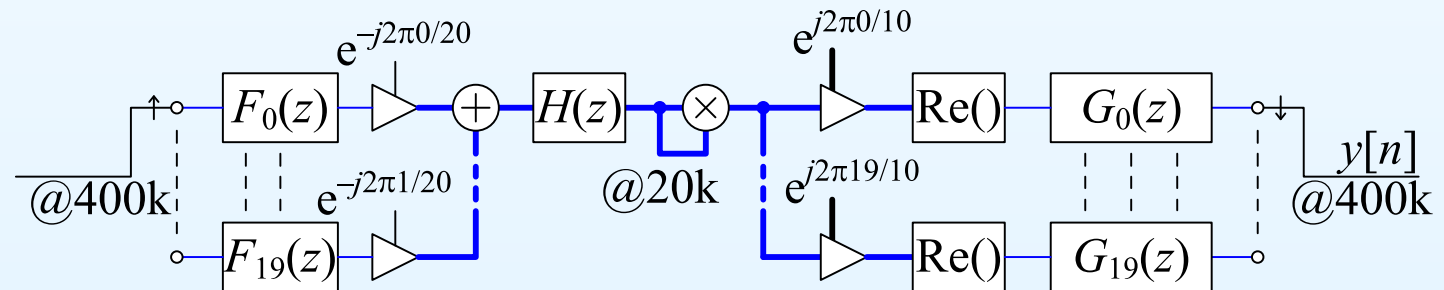 e^{-j2π0/20} e^{j2π0/10}
↑ F_0(z) + H(z) × Re() G_0(z) ↓
@400k e^{-j2π1/20} @20k e^{j2π19/10} y[n]
@400k
F_19(z) Re() G_19(z)